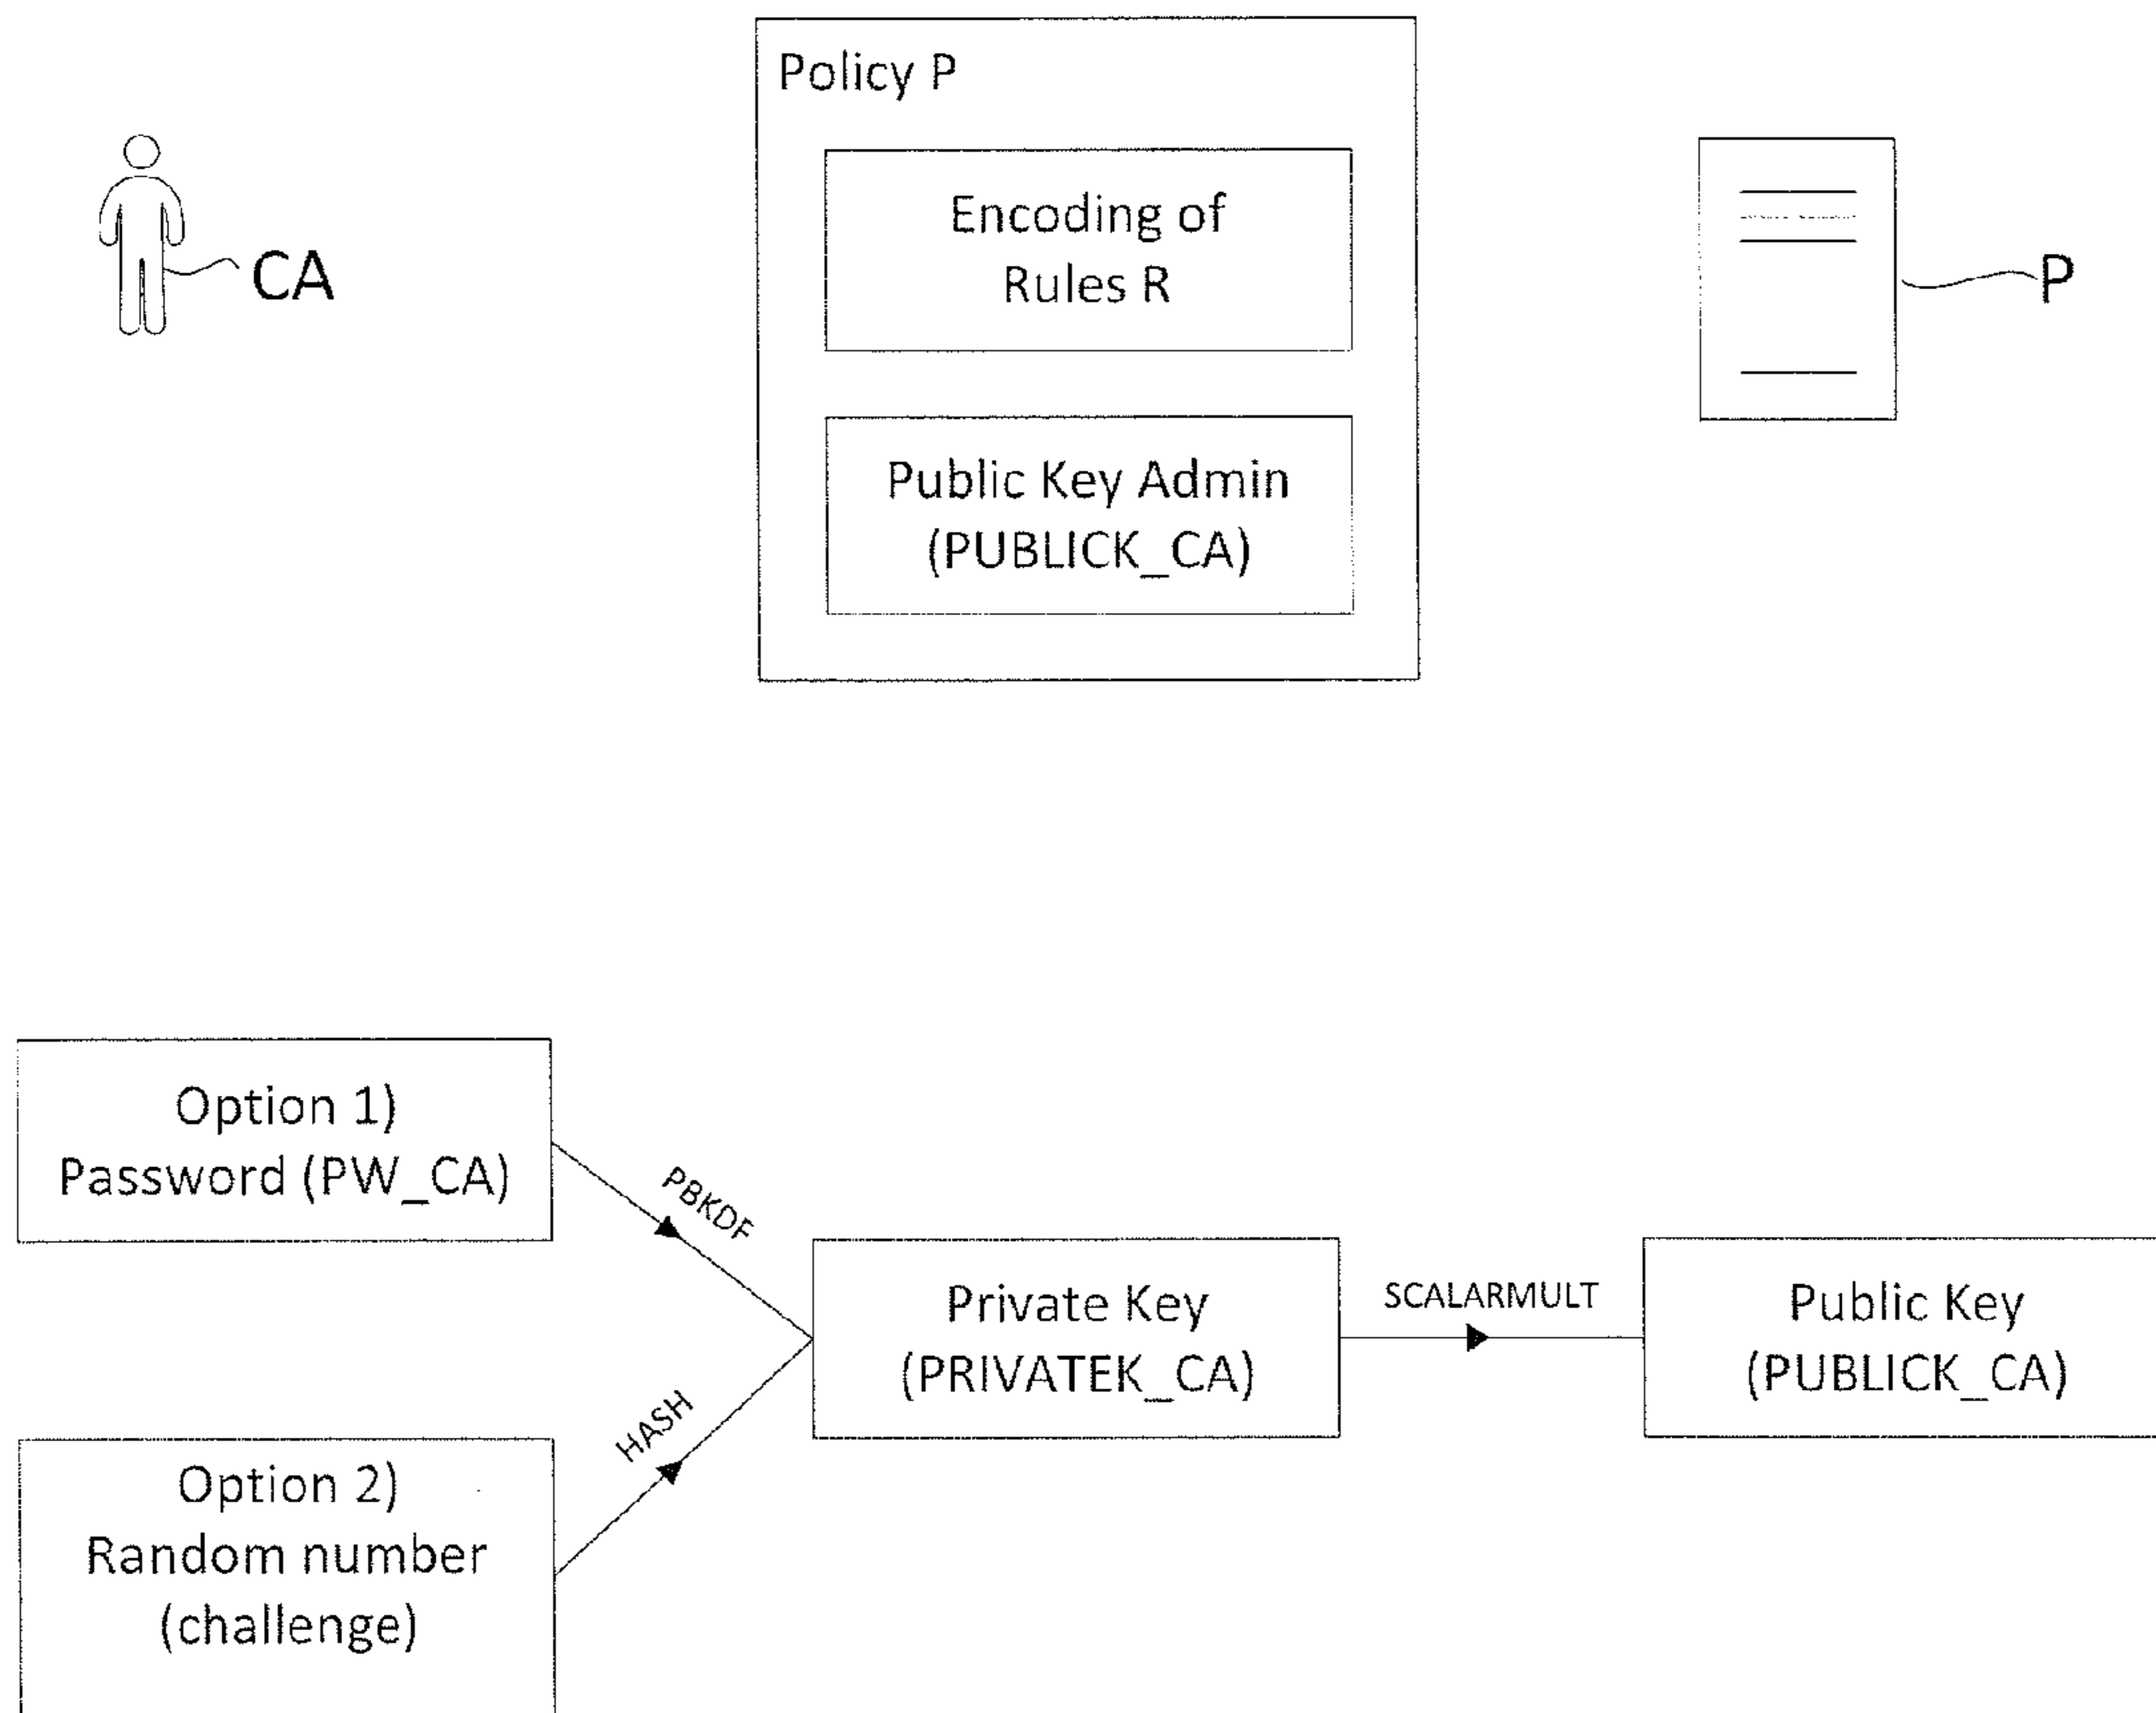 Policy P
Encoding of
Rules R
Public Key Admin
(PUBLICK_CA)
CA
P
Option 1)
Password (PW_CA)
PBKDF
HASH
Option 2)
Random number
(challenge)
Private Key
(PRIVATEK_CA)
SCALARMULT
Public Key
(PUBLICK_CA)